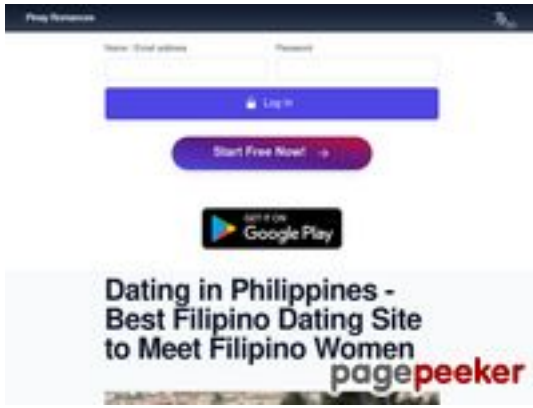 Pinay Romances
Name / Email address Password
Log in
Start Free Now! →
GET IT ON
Google Play
Dating in Philippines -
Best Filipino Dating Site
to Meet Filipino Women
pagepeeker